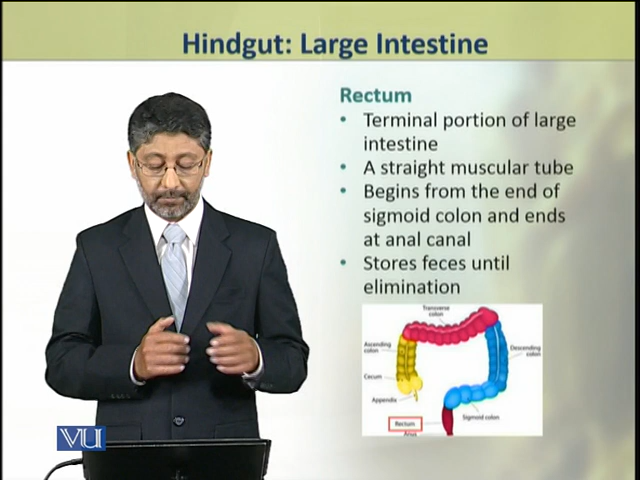 Hindgut: Large Intestine
Rectum
• Terminal portion of large
intestine
• A straight muscular tube
• Begins from the end of
sigmoid colon and ends
at anal canal
• Stores feces until
elimination
Transverse
colon
Ascending
colon
Descending
colon
Cecum
Appendix
Sigmoid colon
Rectum
Anus
VU